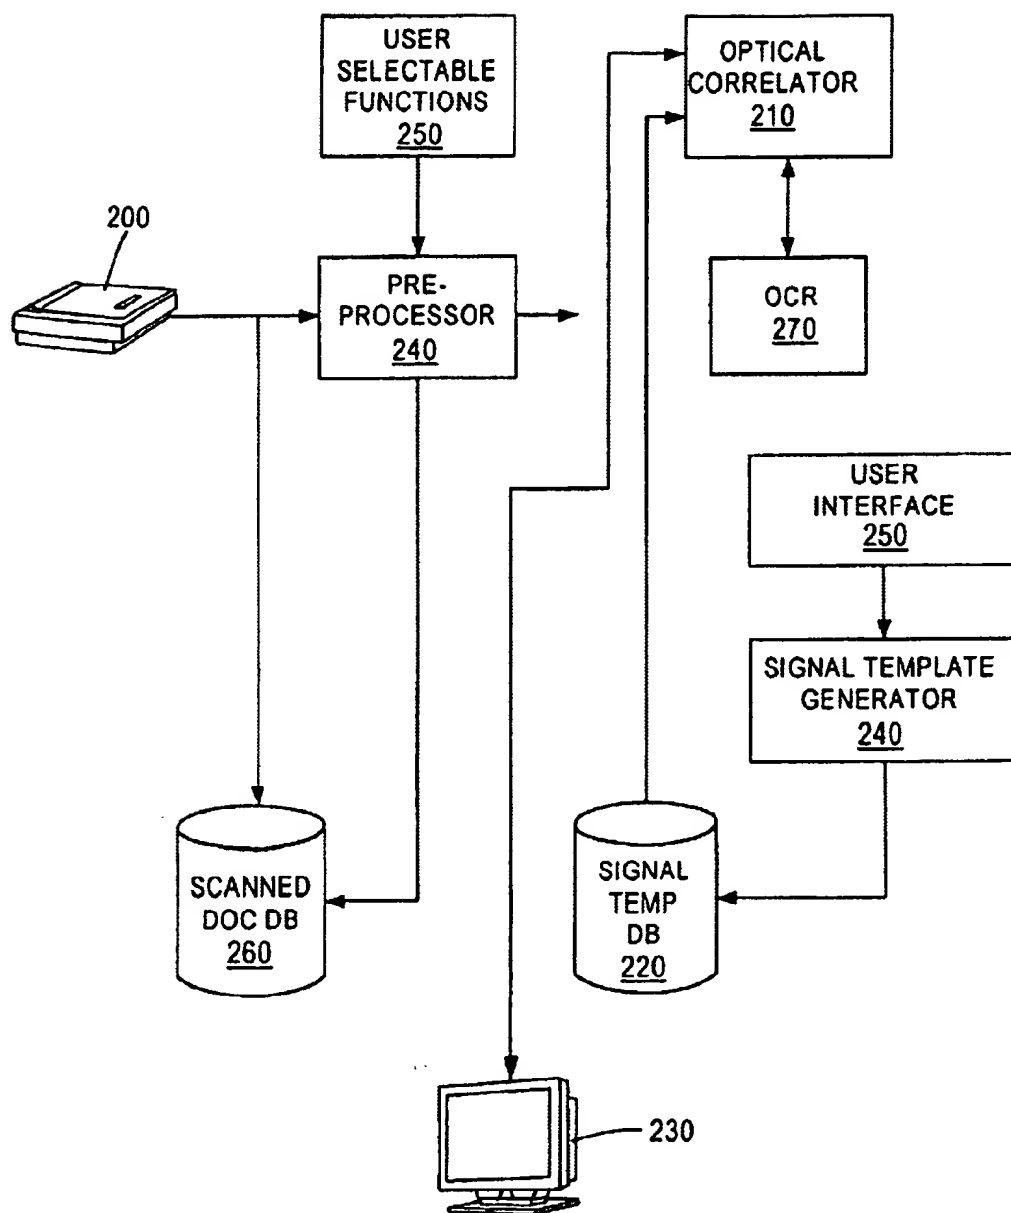 USER
SELECTABLE
FUNCTIONS
250
OPTICAL
CORRELATOR
210
200
PRE-
PROCESSOR
240
OCR
270
USER
INTERFACE
250
SIGNAL TEMPLATE
GENERATOR
240
SCANNED
DOC DB
260
SIGNAL
TEMP
DB
220
230